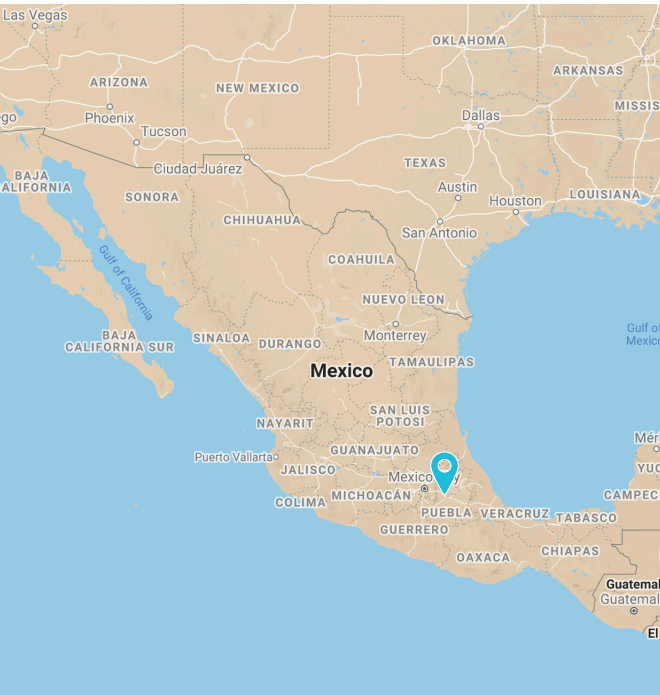 Las Vegas
OKLAHOMA
ARKANSAS
ARIZONA
NEW MEXICO
MISSIS
Phoenix
Dallas
ego
Tucson
Ciudad Juárez
TEXAS
BAJA
ALIFORNIA
SONORA
Austin
LOUISIANA
Houston
CHIHUAHUA
San Antonio
Gulf of California
COAHUILA
NUEVO LEON
Gulf of
Mexico
BAJA
CALIFORNIA SUR
SINALOA
DURANGO
Monterrey
TAMAULIPAS
Mexico
SAN LUIS
POTOSI
NAYARIT
Méri
GUANAJUATO
Puerto Vallarta
JALISCO
YUC
Mexico
y
COLIMA
MICHOACÁN
CAMPEC
PUEBLA
VERACRUZ
TABASCO
GUERRERO
OAXACA
CHIAPAS
Guatemal
Guatemal
El